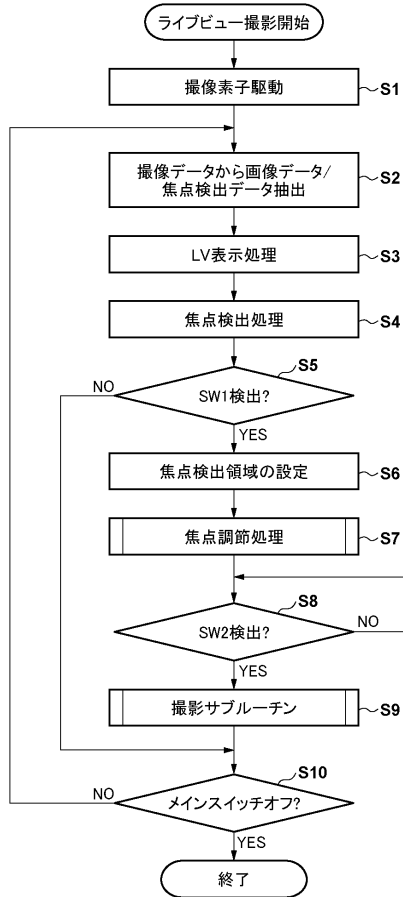 ライブビュー撮影開始
撮像素子駆動
S1
撮像データから画像データ/
焦点検出データ抽出
S2
LV表示処理
S3
焦点検出処理
S4
S5
NO
SW1検出?
YES
焦点検出領域の設定
S6
焦点調節処理
S7
S8
SW2検出?
NO
YES
撮影サブルーチン
S9
S10
NO
メインスイッチオフ?
YES
終了